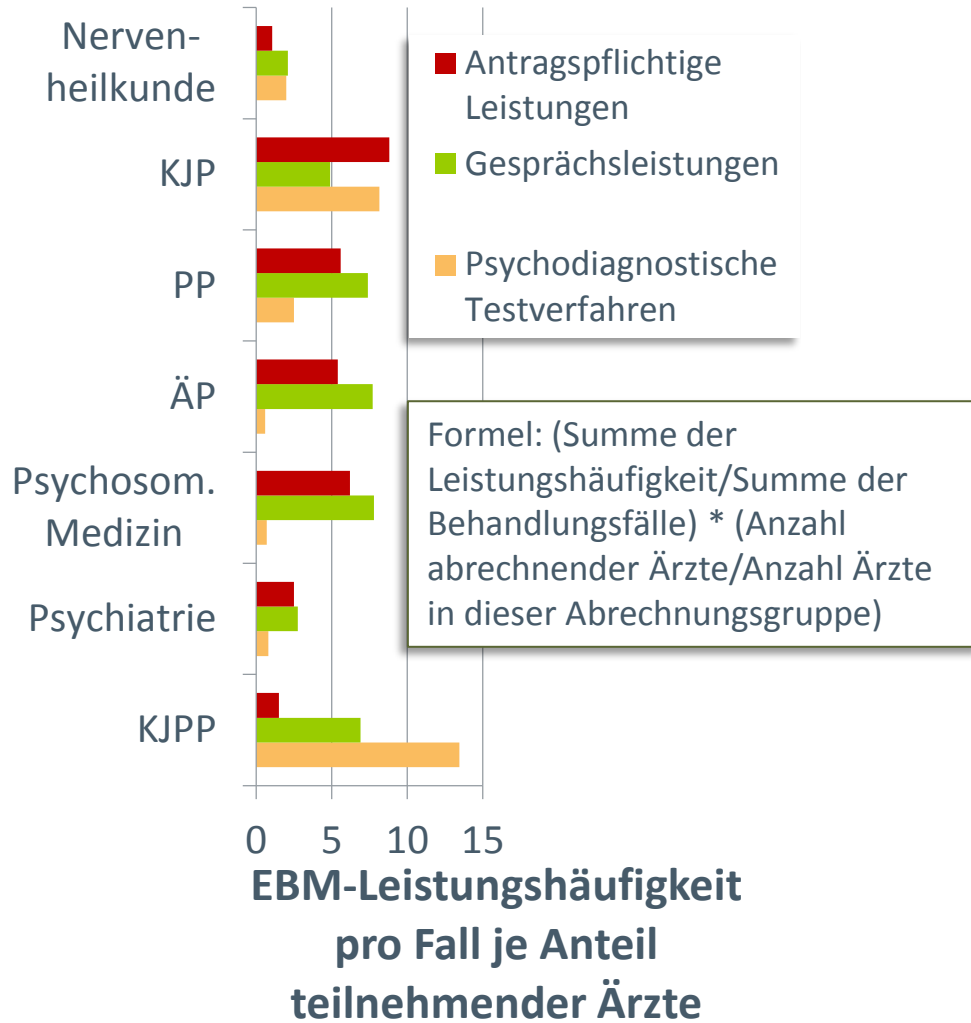 Nerven-
heilkunde
KJP
PP
ÄP
Psychosom.
Medizin
Psychiatrie
KJPP
Antragspflichtige
Leistungen
Gesprächsleistungen
Psychodiagnostische
Testverfahren
Formel: (Summe der
Leistungshäufigkeit/Summe der
Behandlungsfälle) * (Anzahl
abrechnender Ärzte/Anzahl Ärzte
in dieser Abrechnungsgruppe)
0 5 10 15
EBM-Leistungshäufigkeit
pro Fall je Anteil
teilnehmender Ärzte